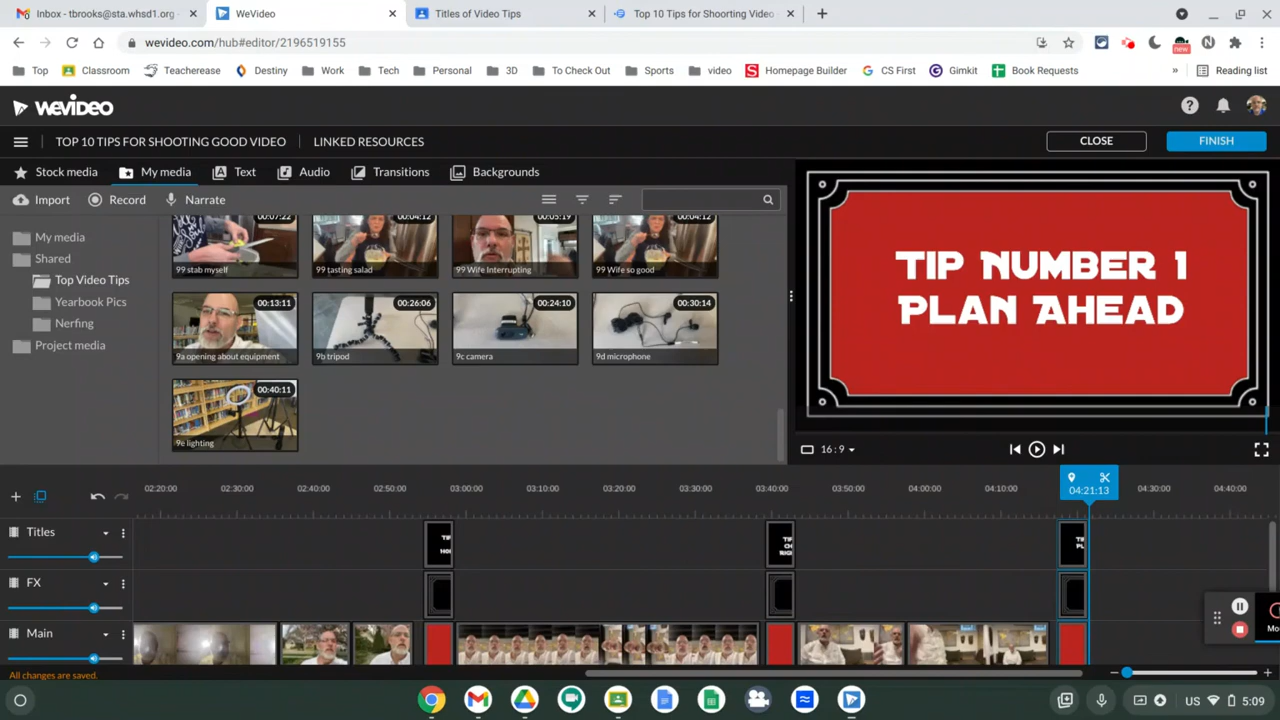 Inbox - tbrooks@sta.whsd1.org -
WeVideo
Titles of Video Tips
Top 10 Tips for Shoorting Video
wevideo.com/hub#editor/2196519155
new
Top
Classroom
Teacherease
Destiny
Work
Tech
Personal
3D
To Check Out
Sports
video
Homepage Builder
CS First
Gimkit
Book Requests
»
Reading list
WEVIDEO
TOP 10 TIPS FOR SHOOTING GOOD VIDEO
LINKED RESOURCES
CLOSE
FINISH
Stock media
My media
Text
Audio
Transitions
Backgrounds
Import
Record
Narrate
My media
Shared
Top Video Tips
Yearbook Pics
Nerfing
Project media
00:07:22
00:04:12
00:05:19
00:04:12
99 stab myself
99 tasting salad
99 Wife Interrupting
99 Wife so good
00:13:11
00:26:06
00:24:10
00:30:14
9a opening about equipment
9b tripod
9c camera
9d microphone
00:40:11
9e lighting
TIP NUMBER 1
PLAN AHEAD
16:9
02:20:00
02:30:00
02:40:00
02:50:00
03:00:00
03:10:00
03:20:00
03:30:00
03:40:00
03:50:00
04:00:00
04:10:00
04:21:13
04:30:00
04:40:00
Titles
FX
Main
All changes are saved.
US
5:09